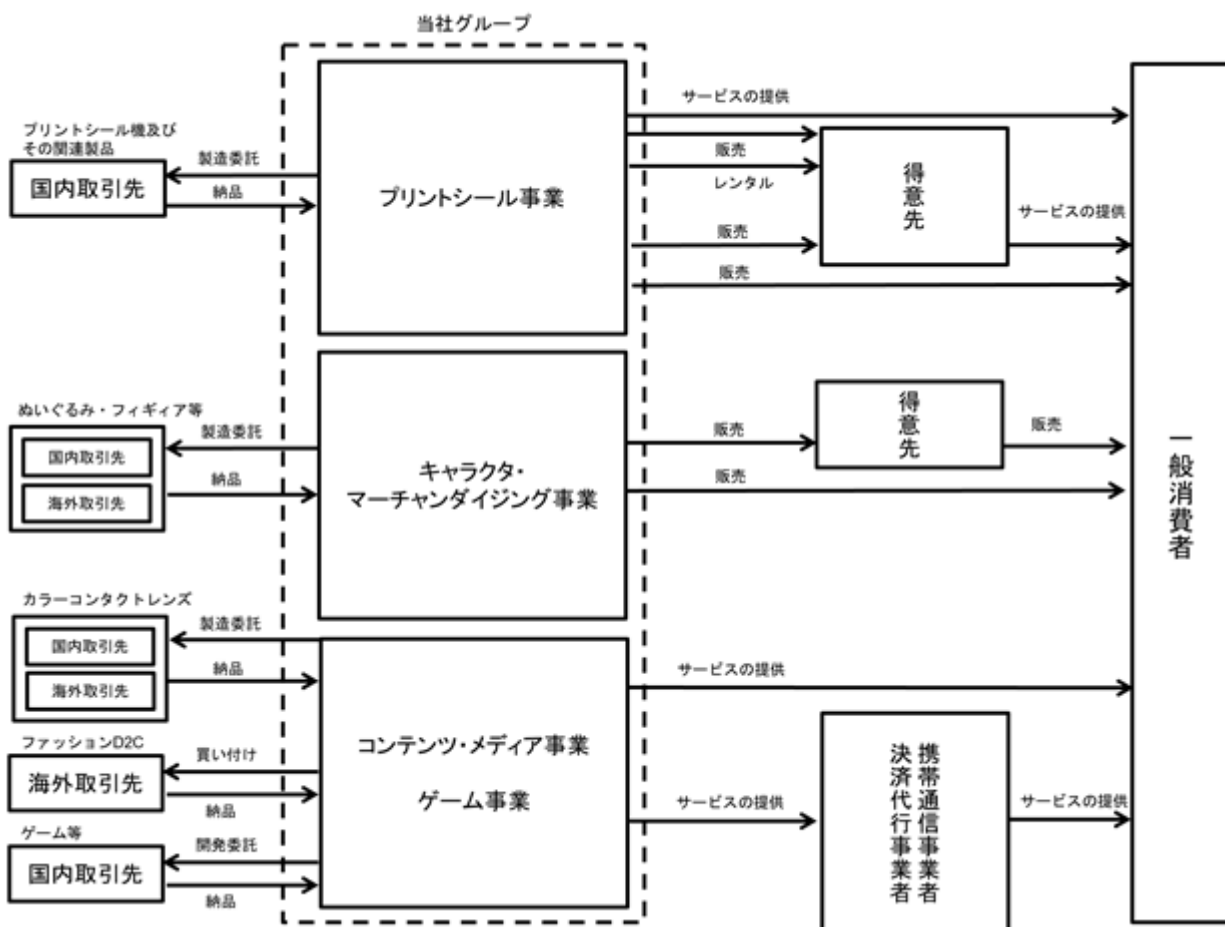 当社グループ
プリントシール機及び
その関連製品
国内取引先
製造委託
納品
プリントシール事業
サービスの提供
販売
レンタル
販売
販売
得意先
サービスの提供
ぬいぐるみ・フィギィア等
国内取引先
海外取引先
製造委託
納品
キャラクタ・
マーチャンダイジング事業
販売
販売
得意先
販売
一般消費者
カラーコンタクトレンズ
国内取引先
海外取引先
製造委託
納品
ファッションD2C
海外取引先
買い付け
納品
ゲーム等
国内取引先
開発委託
納品
コンテンツ・メディア事業
ゲーム事業
サービスの提供
サービスの提供
携帯通信事業者
決済代行事業者
サービスの提供